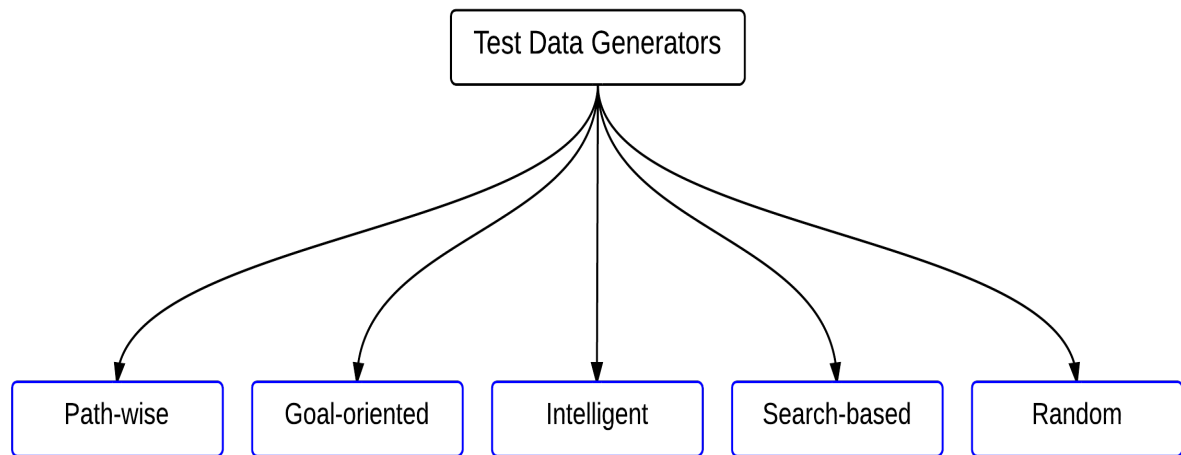 Test Data Generators
Path-wise
Goal-oriented
Intelligent
Search-based
Random